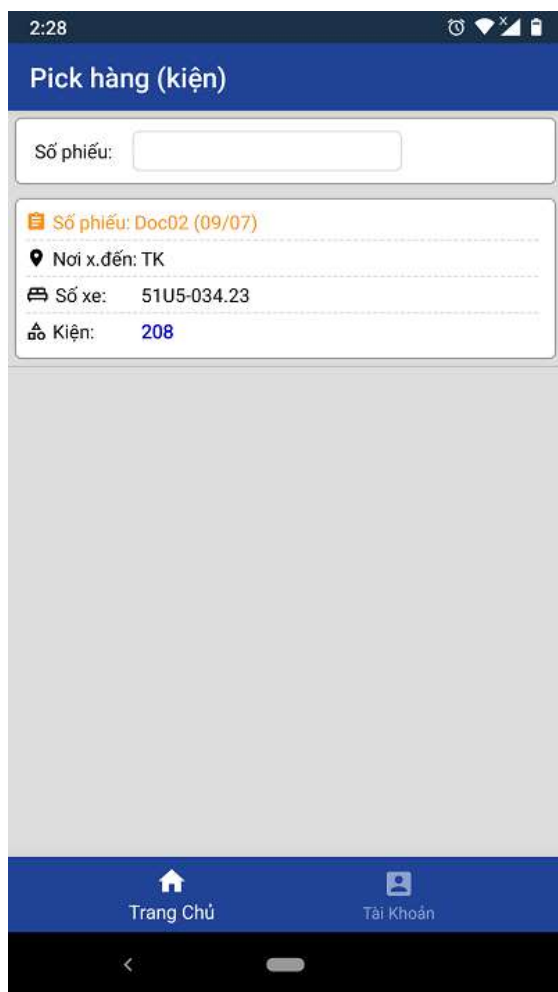 2:28
Pick hàng (kiện)
Số phiếu:
Số phiếu: Doc02 (09/07)
Nơi x.đến: TK
Số xe: 51U5-034.23
Kiện: 208
Trang Chủ
Tài Khoản